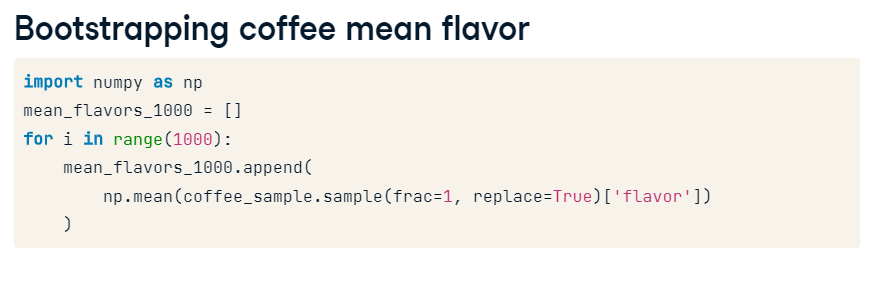 Bootstrapping coffee mean flavor
import numpy as np
mean_flavors_1000 = []
for i in range(1000):
    mean_flavors_1000.append(
        np.mean(coffee_sample.sample(frac=1, replace=True)['flavor'])
    )